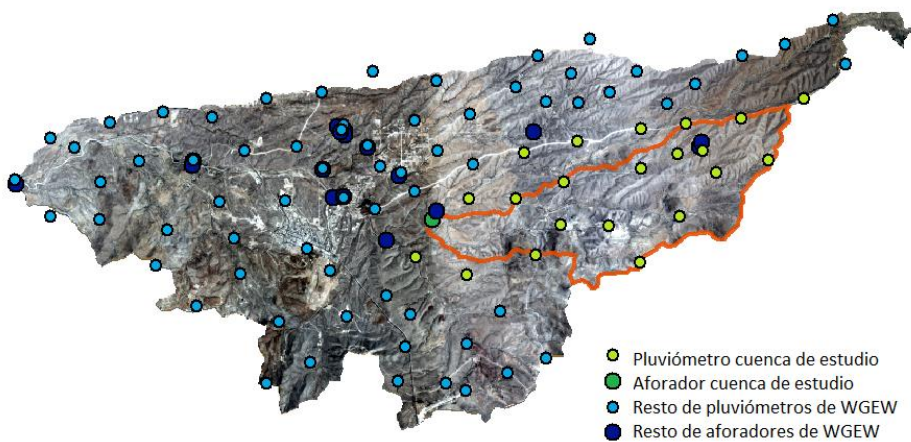 Pluviómetro cuenca de estudio
Aforador cuenca de estudio
Resto de pluviómetros de WGEW
Resto de aforadores de WGEW